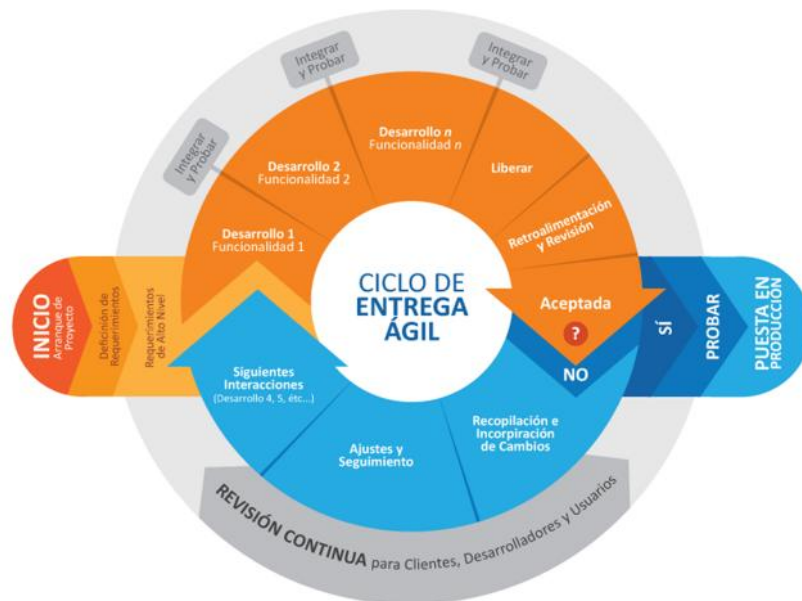 INICIO
Arranque de
Proyecto
Deficinión de
Requerimientos
Requerimientos
de Alto Nivel
Desarrollo 1
Funcionalidad 1
Integrar
y Probar
Desarrollo 2
Funcionalidad 2
Integrar
y Probar
Desarrollo n
Funcionalidad n
Integrar
y Probar
Liberar
Retroalimentación
y Revisión
Aceptada
?
SÍ
PROBAR
PUESTA EN
PRODUCCIÓN
NO
Recopilación e
Incorpiración
de Cambios
Ajustes y
Seguimiento
Siguientes
Interacciones
(Desarrollo 4, 5, étc...)
CICLO DE
ENTREGA
ÁGIL
REVISIÓN CONTINUA para Clientes, Desarrolladores y Usuarios